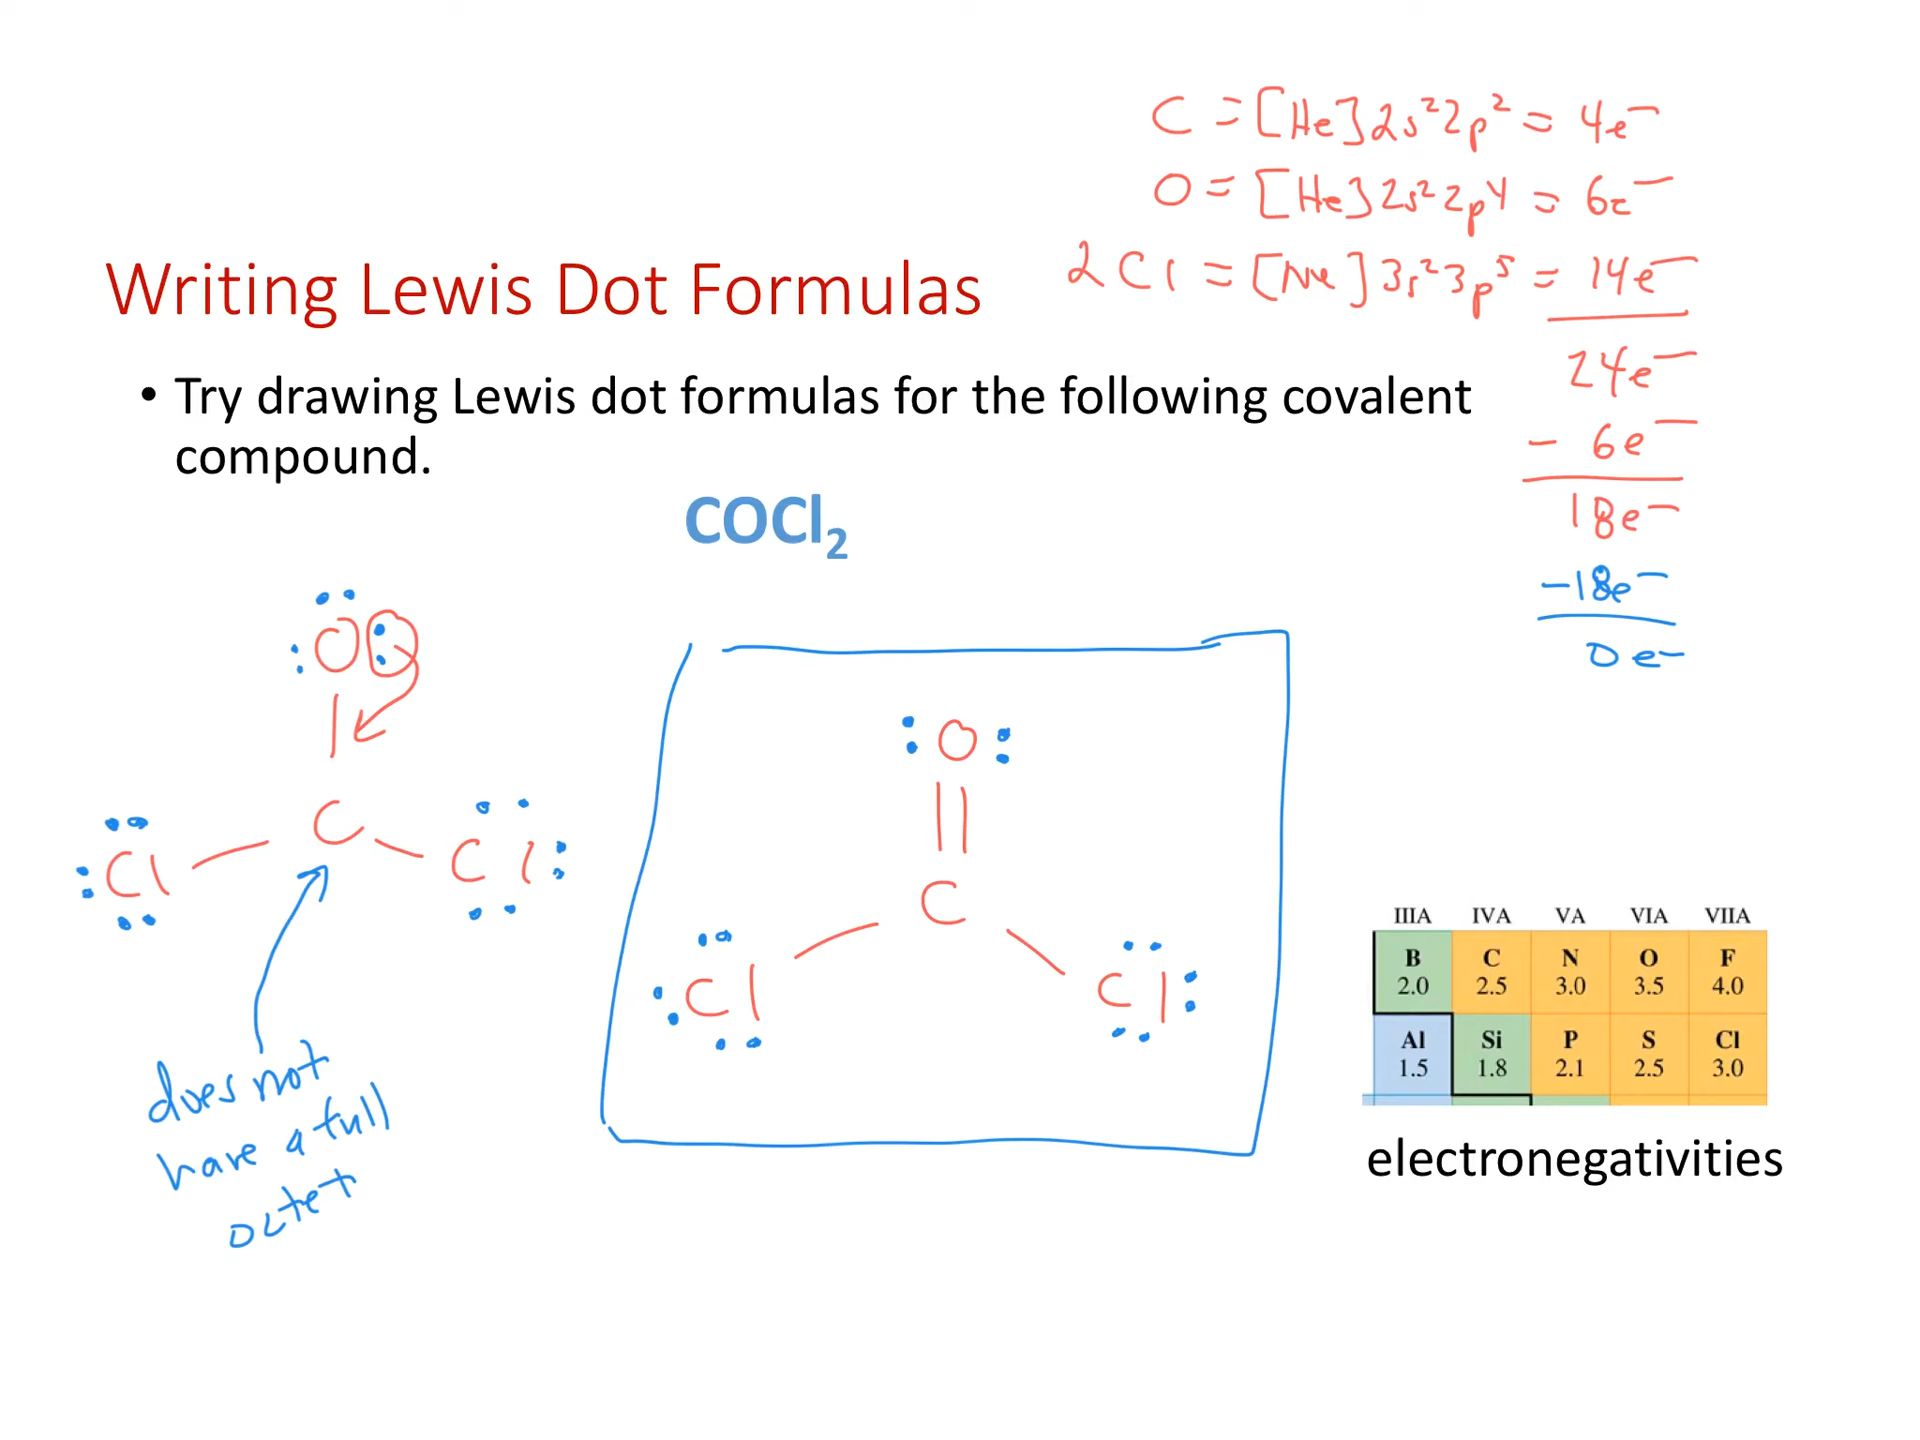 C = [He] 2s²2p² = 4e⁻
O = [He] 2s²2p⁴ = 6e⁻
2 Cl = [Ne] 3s²3p⁵ = 14e⁻
24e⁻
- 6e⁻
18e⁻
-18e⁻
0 e⁻
Writing Lewis Dot Formulas
• Try drawing Lewis dot formulas for the following covalent
compound.
COCl₂
O
C
Cl Cl
does not
have a full
octet
O
C
Cl Cl
IIIA IVA VA VIA VIIA
B C N O F
2.0 2.5 3.0 3.5 4.0
Al Si P S Cl
1.5 1.8 2.1 2.5 3.0
electronegativities